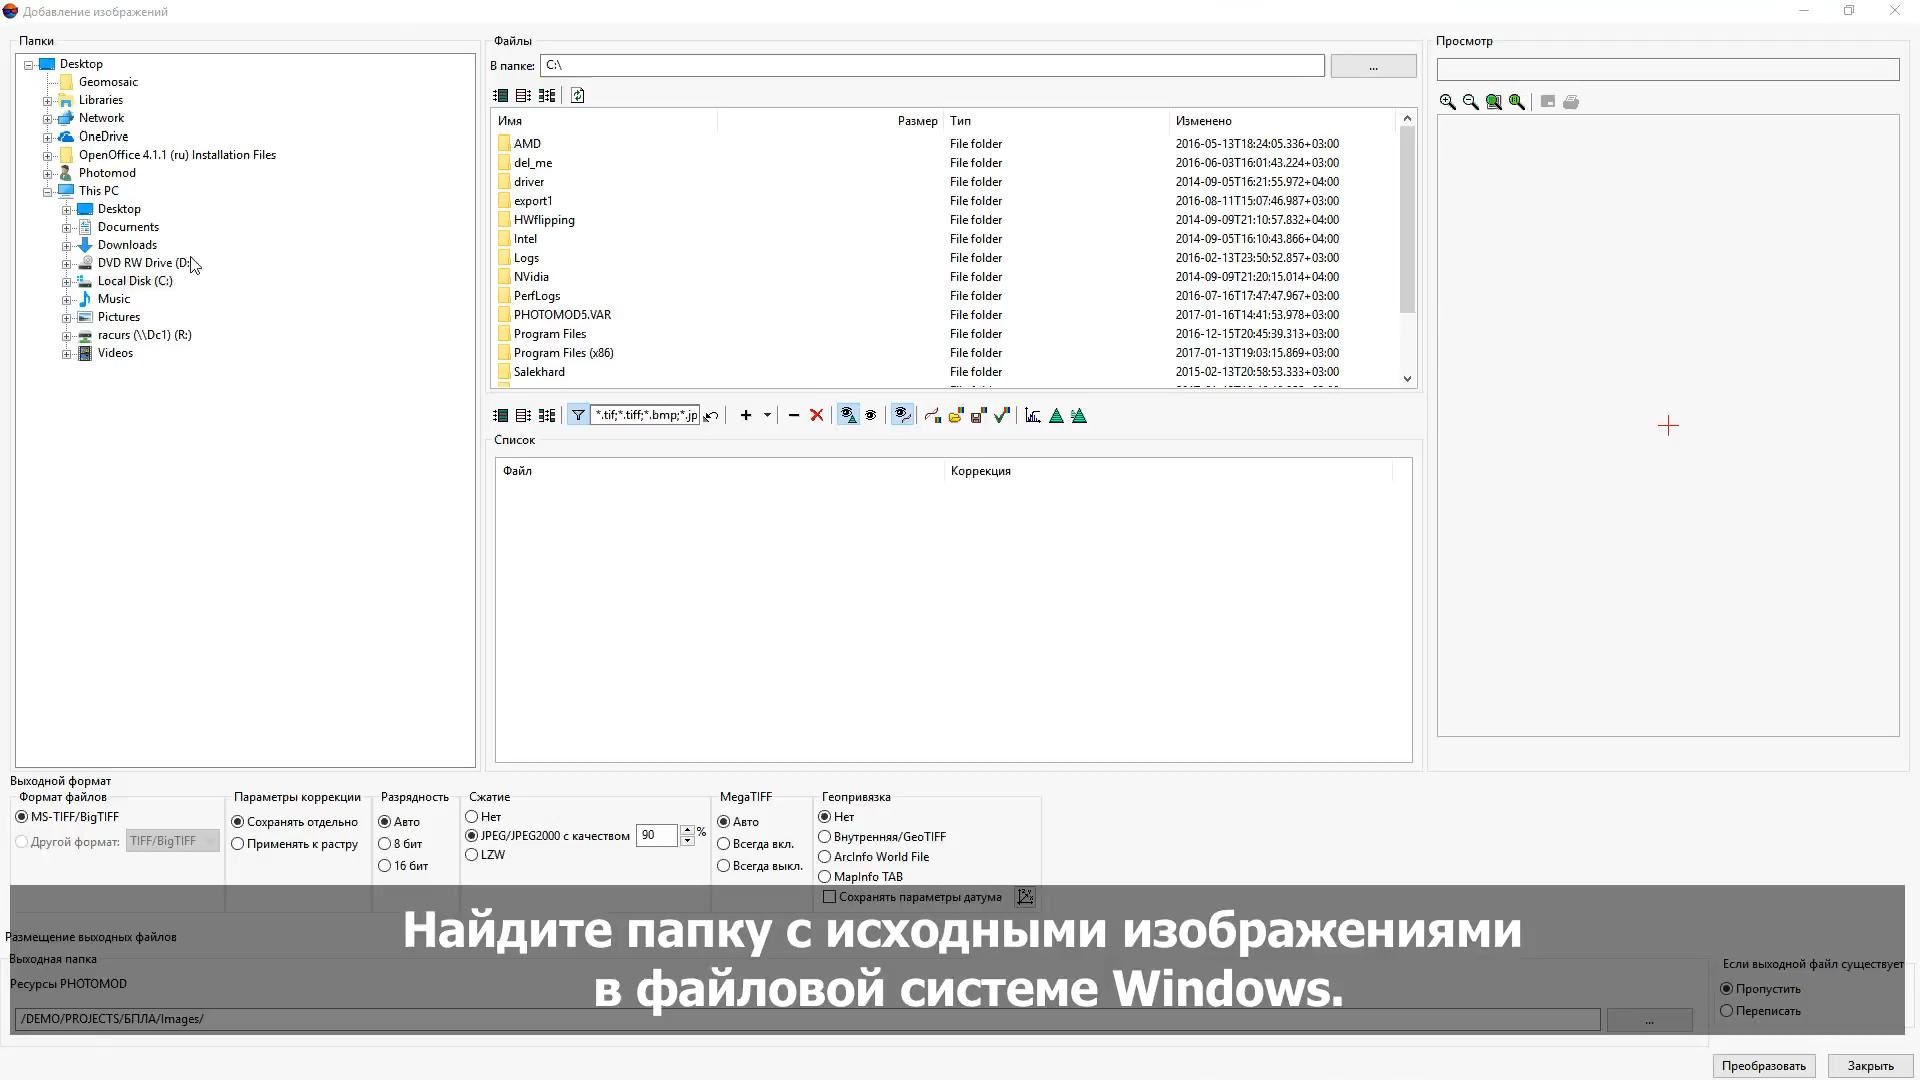 Добавление изображений
Папки
Desktop
Geomosaic
Libraries
Network
OneDrive
OpenOffice 4.1.1 (ru) Installation Files
Photomod
This PC
Desktop
Documents
Downloads
DVD RW Drive (D:
Local Disk (C:)
Music
Pictures
racurs (\\Dc1) (R:)
Videos
Файлы
В папке: C:\ ...
Имя Размер Тип Изменено
AMD File folder 2016-05-13T18:24:05.336+03:00
del_me File folder 2016-06-03T16:01:43.224+03:00
driver File folder 2014-09-05T16:21:55.972+04:00
export1 File folder 2016-08-11T15:07:46.987+03:00
HWflipping File folder 2014-09-09T21:10:57.832+04:00
Intel File folder 2014-09-05T16:10:43.866+04:00
Logs File folder 2016-02-13T23:50:52.857+03:00
NVidia File folder 2014-09-09T21:20:15.014+04:00
PerfLogs File folder 2016-07-16T17:47:47.967+03:00
PHOTOMOD5.VAR File folder 2017-01-16T14:41:53.978+03:00
Program Files File folder 2016-12-15T20:45:39.313+03:00
Program Files (x86) File folder 2017-01-13T19:03:15.869+03:00
Salekhard File folder 2015-02-13T20:58:53.333+03:00
*.tif;*.tiff;*.bmp;*.jp
Список
Файл Коррекция
Просмотр
Выходной формат
Формат файлов
MS-TIFF/BigTIFF
Другой формат: TIFF/BigTIFF
Параметры коррекции
Сохранять отдельно
Применять к растру
Разрядность
Авто
8 бит
16 бит
Сжатие
Нет
JPEG/JPEG2000 с качеством 90 %
LZW
MegaTIFF
Авто
Всегда вкл.
Всегда выкл.
Геопривязка
Нет
Внутренняя/GeoTIFF
ArcInfo World File
MapInfo TAB
Сохранять параметры датума
Найдите папку с исходными изображениями
в файловой системе Windows.
Размещение выходных файлов
Выходная папка
Ресурсы PHOTOMOD
/DEMO/PROJECTS/БПЛА/Images/ ...
Если выходной файл существует
Пропустить
Переписать
Преобразовать Закрыть